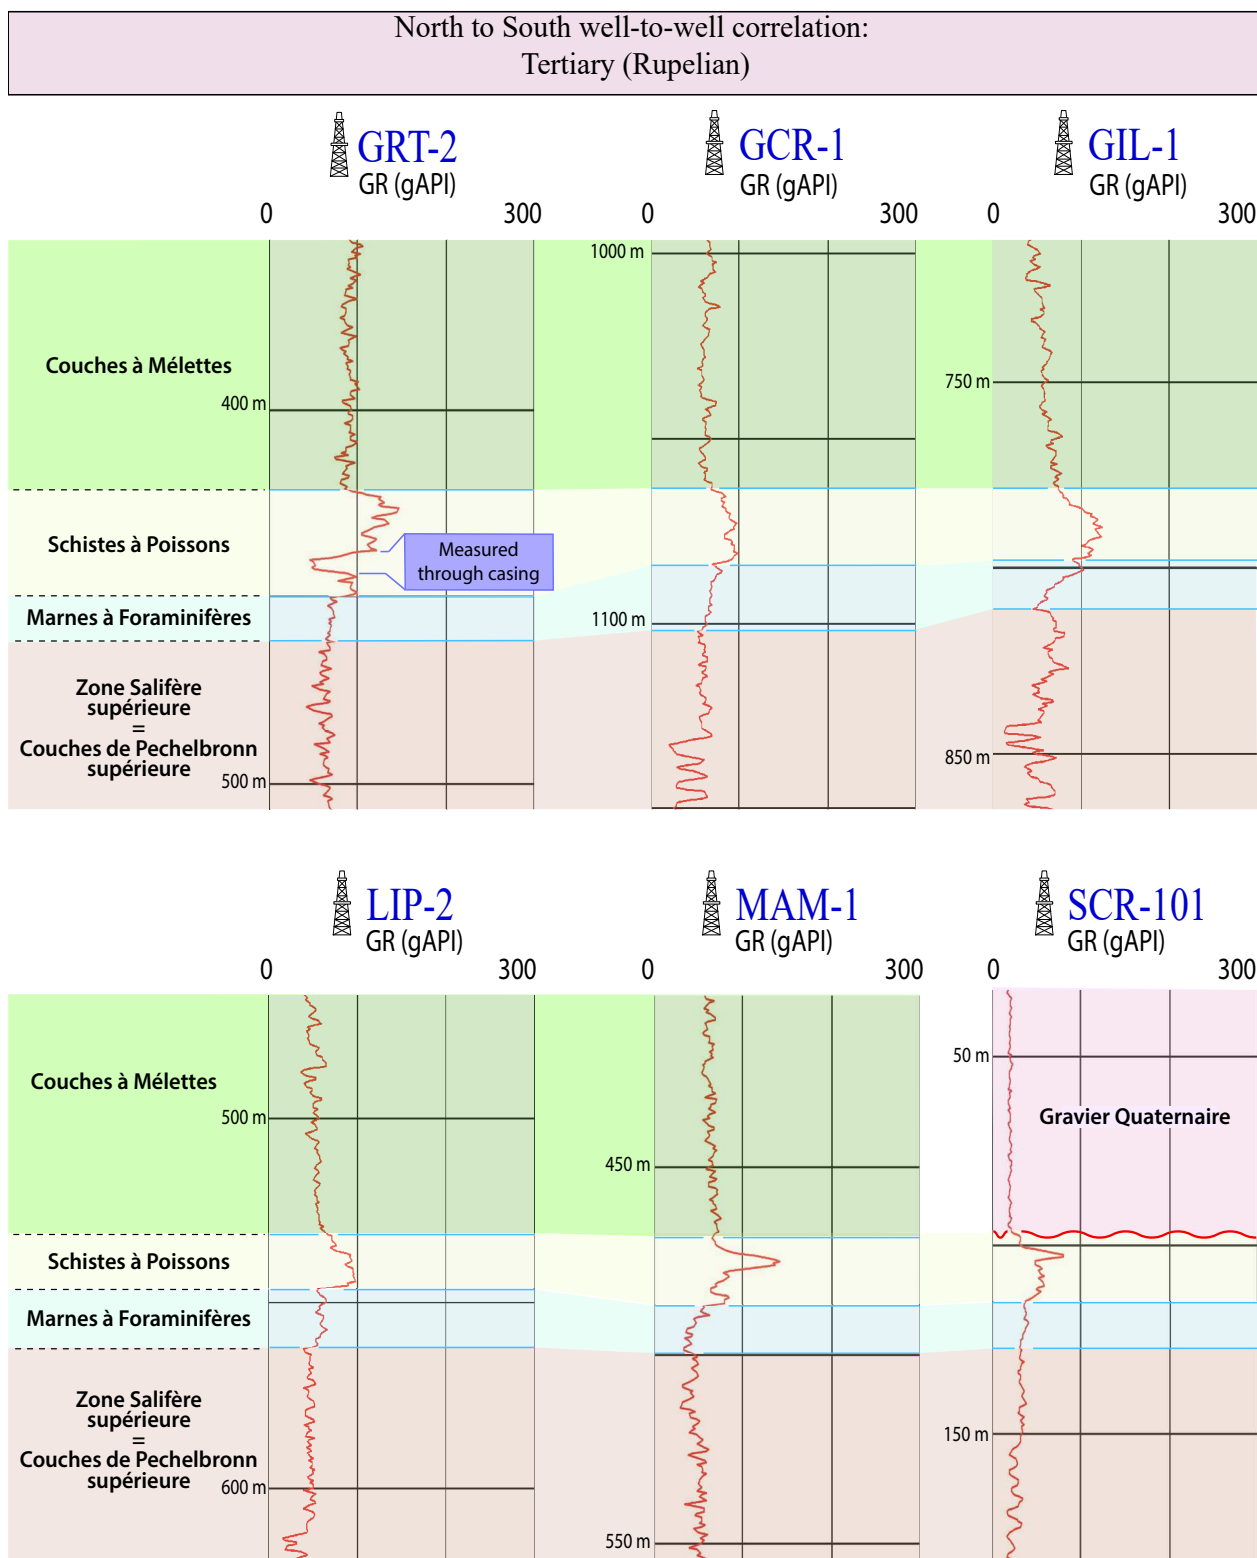 North to South well-to-well correlation:
Tertiary (Rupelian)
GRT-2
GR (gAPI)
0 300
GCR-1
GR (gAPI)
0 300
GIL-1
GR (gAPI)
0 300
Couches à Mélettes
Schistes à Poissons
Marnes à Foraminifères
Zone Salifère
supérieure
=
Couches de Pechelbronn
supérieure
400 m
500 m
Measured
through casing
1000 m
1100 m
750 m
850 m
LIP-2
GR (gAPI)
0 300
MAM-1
GR (gAPI)
0 300
SCR-101
GR (gAPI)
0 300
Couches à Mélettes
Schistes à Poissons
Marnes à Foraminifères
Zone Salifère
supérieure
=
Couches de Pechelbronn
supérieure
500 m
600 m
450 m
550 m
50 m
Gravier Quaternaire
150 m